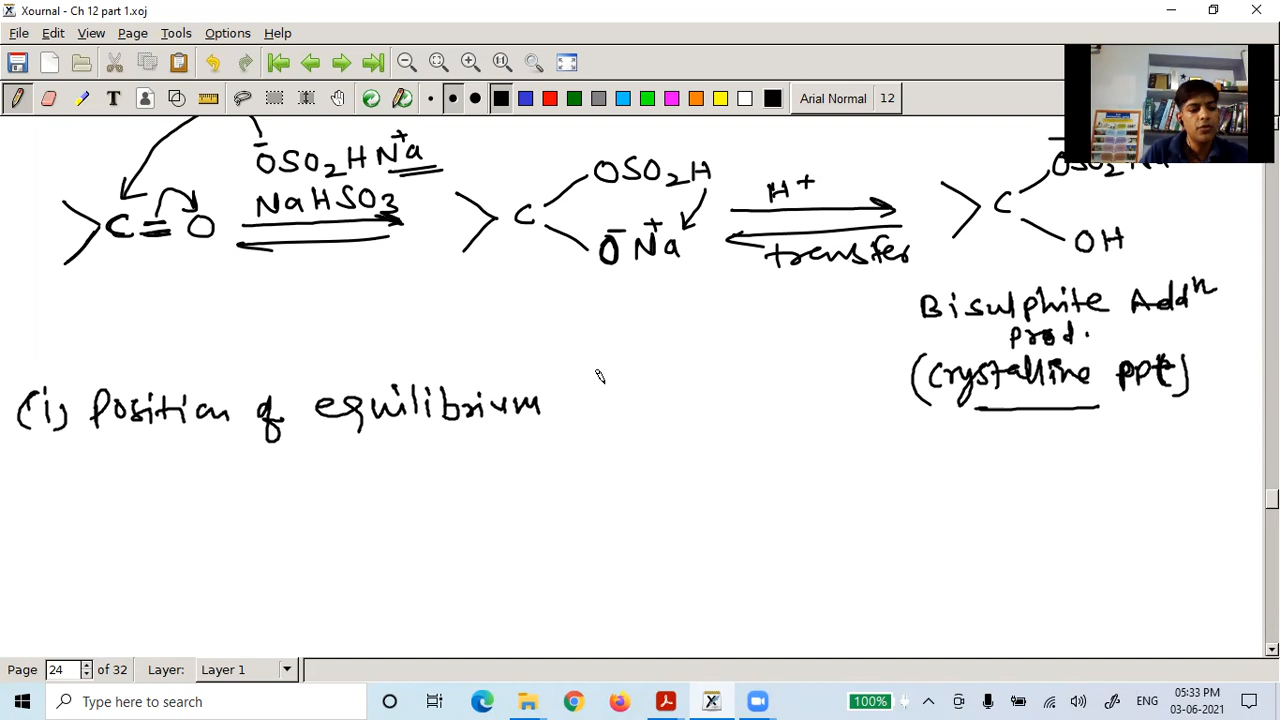 Xournal - Ch 12 part 1.xoj
File Edit View Page Tools Options Help
Arial Normal 12
ŌSO2H N⁺a
NaHSO3
C=O
C
OSO2H
Ō N⁺a
H+
transfer
C
OSO2Na
OH
Bisulphite Addⁿ
prod.
(Crystalline ppt)
(i) Position of equilibrium
Page 24 of 32 Layer: Layer 1
Type here to search
100%
ENG
05:33 PM
03-06-2021